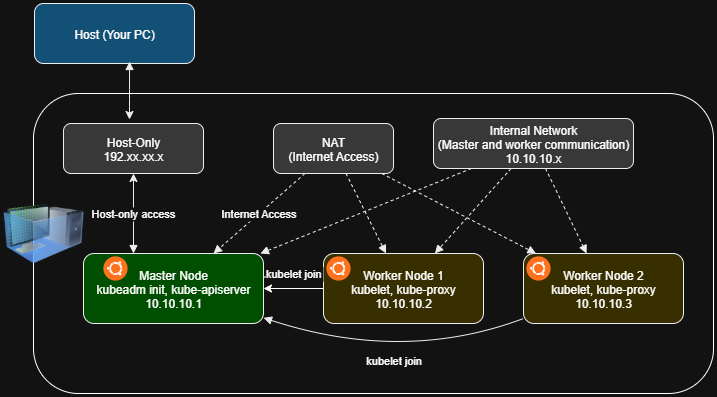 Host (Your PC)
Host-Only
192.xx.xx.x
NAT
(Internet Access)
Internal Network
(Master and worker communication)
10.10.10.x
Host-only access
Internet Access
Master Node
kubeadm init, kube-apiserver
10.10.10.1
kubelet join
Worker Node 1
kubelet, kube-proxy
10.10.10.2
Worker Node 2
kubelet, kube-proxy
10.10.10.3
kubelet join